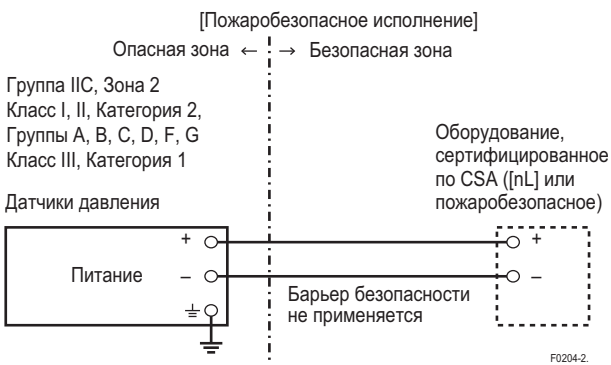 [Пожаробезопасное исполнение]
Опасная зона ← → Безопасная зона
Группа IIC, Зона 2
Класс I, II, Категория 2,
Группы A, B, C, D, F, G
Класс III, Категория 1
Оборудование,
сертифицированное
по CSA ([nL] или
пожаробезопасное)
Датчики давления
+
Питание –
+
–
Барьер безопасности
не применяется
F0204-2.